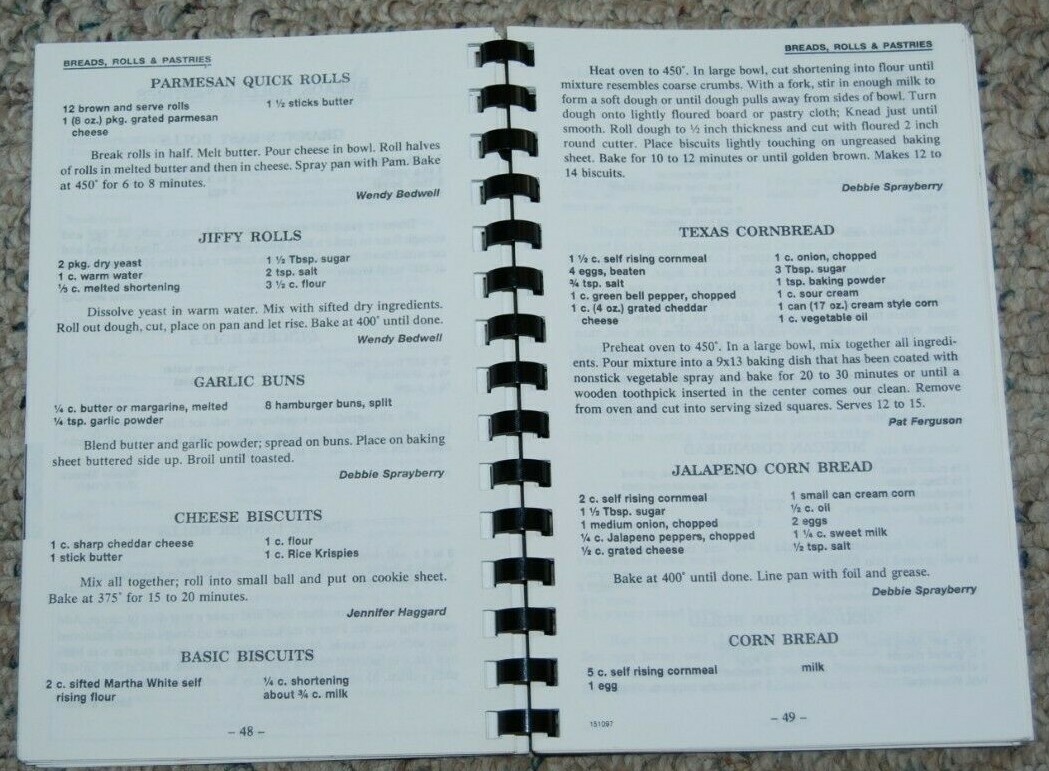 BREADS, ROLLS & PASTRIES
PARMESAN QUICK ROLLS
12 brown and serve rolls
1 (8 oz.) pkg. grated parmesan
cheese
1 ½ sticks butter
Break rolls in half. Melt butter. Pour cheese in bowl. Roll halves
of rolls in melted butter and then in cheese. Spray pan with Pam. Bake
at 450° for 6 to 8 minutes.
Wendy Bedwell
JIFFY ROLLS
2 pkg. dry yeast
1 c. warm water
⅓ c. melted shortening
1 ½ Tbsp. sugar
2 tsp. salt
3 ½ c. flour
Dissolve yeast in warm water. Mix with sifted dry ingredients.
Roll out dough, cut, place on pan and let rise. Bake at 400° until done.
Wendy Bedwell
GARLIC BUNS
¼ c. butter or margarine, melted
¼ tsp. garlic powder
8 hamburger buns, split
Blend butter and garlic powder; spread on buns. Place on baking
sheet buttered side up. Broil until toasted.
Debbie Sprayberry
CHEESE BISCUITS
1 c. sharp cheddar cheese
1 stick butter
1 c. flour
1 c. Rice Krispies
Mix all together; roll into small ball and put on cookie sheet.
Bake at 375° for 15 to 20 minutes.
Jennifer Haggard
BASIC BISCUITS
2 c. sifted Martha White self
rising flour
¼ c. shortening
about ¾ c. milk
- 48 -
BREADS, ROLLS & PASTRIES
Heat oven to 450°. In large bowl, cut shortening into flour until
mixture resembles coarse crumbs. With a fork, stir in enough milk to
form a soft dough or until dough pulls away from sides of bowl. Turn
dough onto lightly floured board or pastry cloth; Knead just until
smooth. Roll dough to ½ inch thickness and cut with floured 2 inch
round cutter. Place biscuits lightly touching on ungreased baking
sheet. Bake for 10 to 12 minutes or until golden brown. Makes 12 to
14 biscuits.
Debbie Sprayberry
TEXAS CORNBREAD
1 ½ c. self rising cornmeal
4 eggs, beaten
¾ tsp. salt
1 c. green bell pepper, chopped
1 c. (4 oz.) grated cheddar
cheese
1 c. onion, chopped
3 Tbsp. sugar
1 tsp. baking powder
1 c. sour cream
1 can (17 oz.) cream style corn
1 c. vegetable oil
Preheat oven to 450°. In a large bowl, mix together all ingredi-
ents. Pour mixture into a 9x13 baking dish that has been coated with
nonstick vegetable spray and bake for 20 to 30 minutes or until a
wooden toothpick inserted in the center comes our clean. Remove
from oven and cut into serving sized squares. Serves 12 to 15.
Pat Ferguson
JALAPENO CORN BREAD
2 c. self rising cornmeal
1 ½ Tbsp. sugar
1 medium onion, chopped
¼ c. Jalapeno peppers, chopped
½ c. grated cheese
1 small can cream corn
½ c. oil
2 eggs
1 ¼ c. sweet milk
½ tsp. salt
Bake at 400° until done. Line pan with foil and grease.
Debbie Sprayberry
CORN BREAD
5 c. self rising cornmeal
1 egg
milk
151097
- 49 -